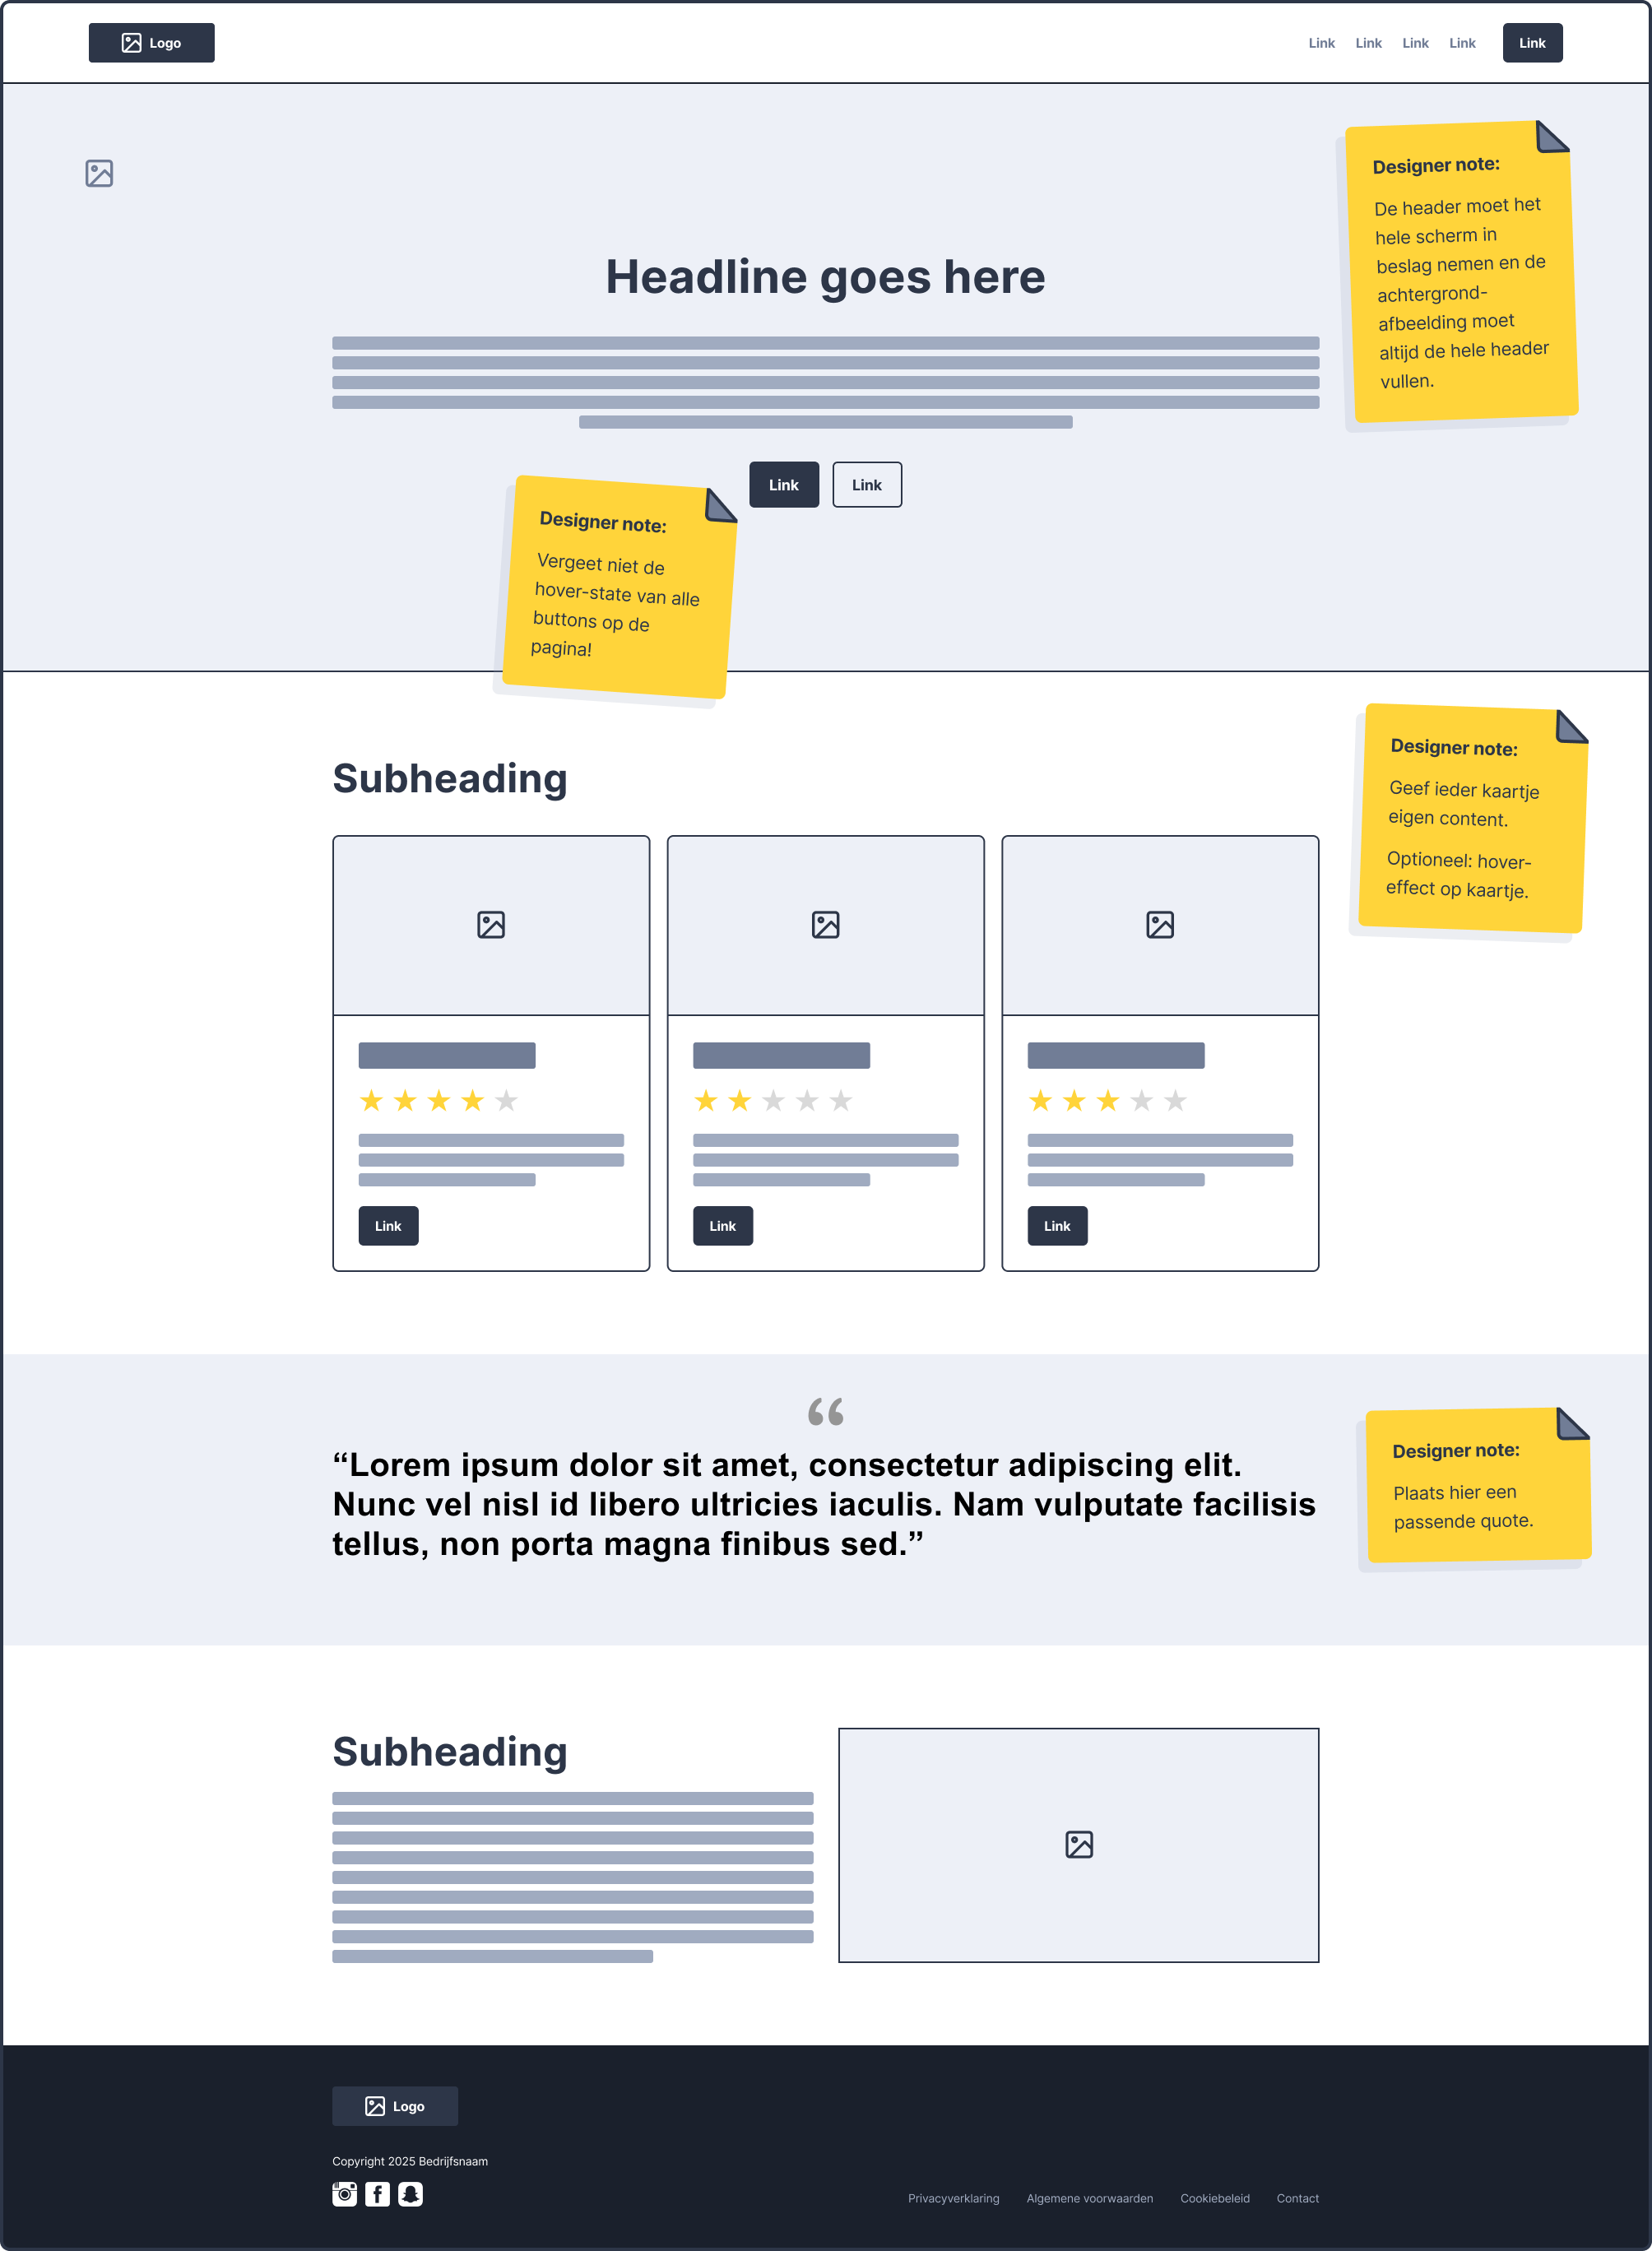 Logo
Link Link Link Link Link
Designer note:
De header moet het
hele scherm in
beslag nemen en de
achtergrond-
afbeelding moet
altijd de hele header
vullen.
Headline goes here
Link Link
Designer note:
Vergeet niet de
hover-state van alle
buttons op de
pagina!
Designer note:
Geef ieder kaartje
eigen content.
Optioneel: hover-
effect op kaartje.
Subheading
Link Link Link
“
“Lorem ipsum dolor sit amet, consectetur adipiscing elit.
Nunc vel nisl id libero ultricies iaculis. Nam vulputate facilisis
tellus, non porta magna finibus sed.”
Designer note:
Plaats hier een
passende quote.
Subheading
Logo
Copyright 2025 Bedrijfsnaam
Privacyverklaring Algemene voorwaarden Cookiebeleid Contact